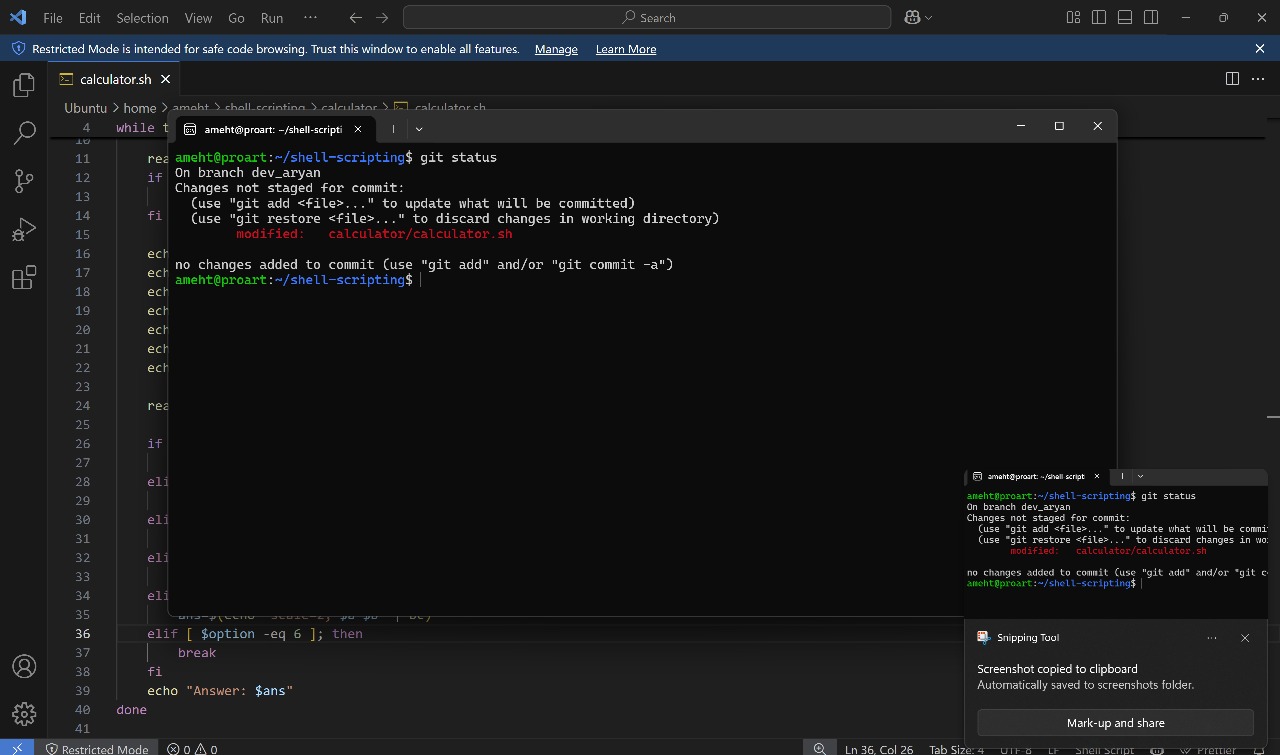 File Edit Selection View Go Run ··· Search
Restricted Mode is intended for safe code browsing. Trust this window to enable all features. Manage Learn More
calculator.sh
Ubuntu > home > ameht > shell-scripting > calculator > calculator.sh
4 while t
10
11 rea
12 if
13
14 fi
15
16 ech
17 ech
18 ech
19 ech
20 ech
21 ech
22 ech
23
24 rea
25
26 if
27
28 eli
29
30 eli
31
32 eli
33
34 eli
35
36 elif [ $option -eq 6 ]; then
37 break
38 fi
39 echo "Answer: $ans"
40 done
41
ameht@proart: ~/shell-scripti
ameht@proart:~/shell-scripting$ git status
On branch dev_aryan
Changes not staged for commit:
(use "git add <file>..." to update what will be committed)
(use "git restore <file>..." to discard changes in working directory)
modified: calculator/calculator.sh
no changes added to commit (use "git add" and/or "git commit -a")
ameht@proart:~/shell-scripting$
ameht@proart: ~/shell-scripti
ameht@proart:~/shell-scripting$ git status
On branch dev_aryan
Changes not staged for commit:
(use "git add <file>..." to update what will be commi
(use "git restore <file>..." to discard changes in wo
modified: calculator/calculator.sh
no changes added to commit (use "git add" and/or "git c
ameht@proart:~/shell-scripting$
Snipping Tool
Screenshot copied to clipboard
Automatically saved to screenshots folder.
Mark-up and share
Restricted Mode 0 0 Ln 36, Col 26 Tab Size: 4 UTF-8 LF Shell Script Prettier